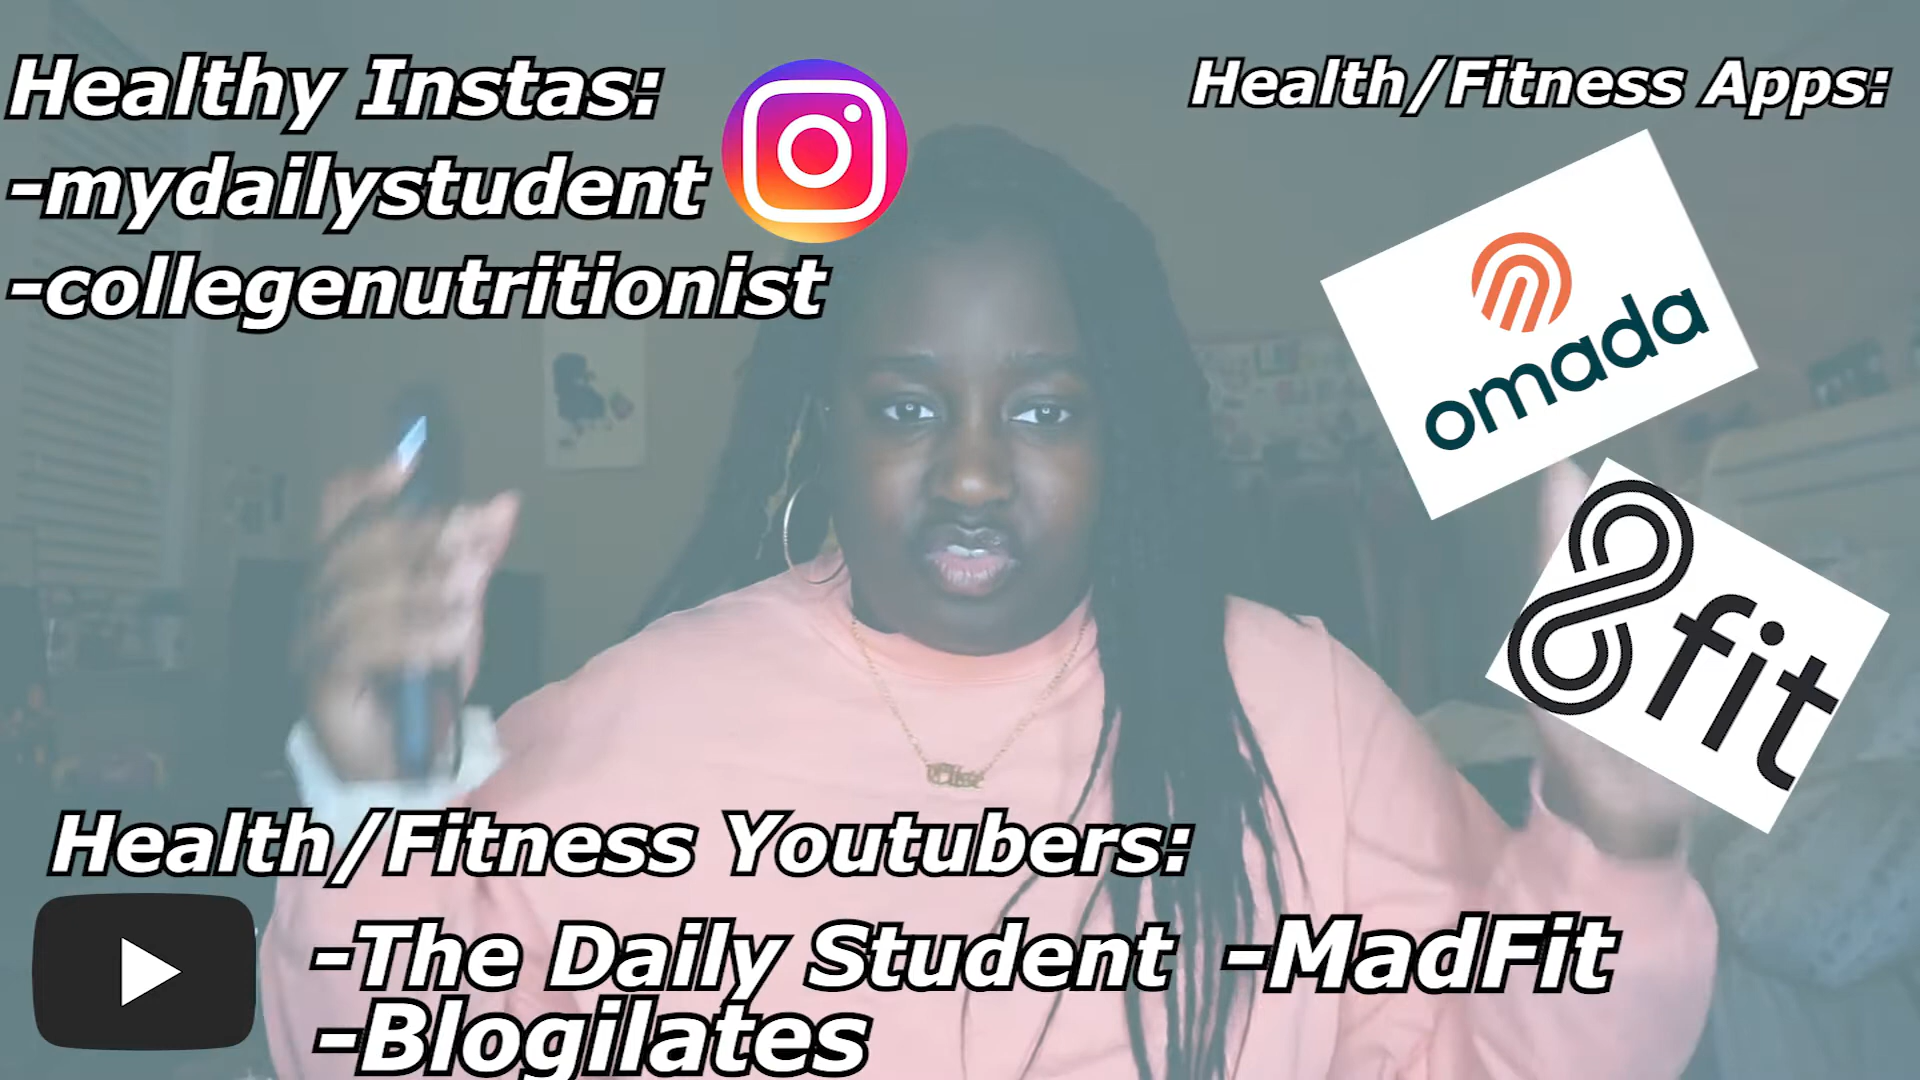 Healthy Instas:
-mydailystudent
-collegenutritionist
Health/Fitness Apps:
omada
8fit
Health/Fitness Youtubers:
-The Daily Student -MadFit
-Blogilates